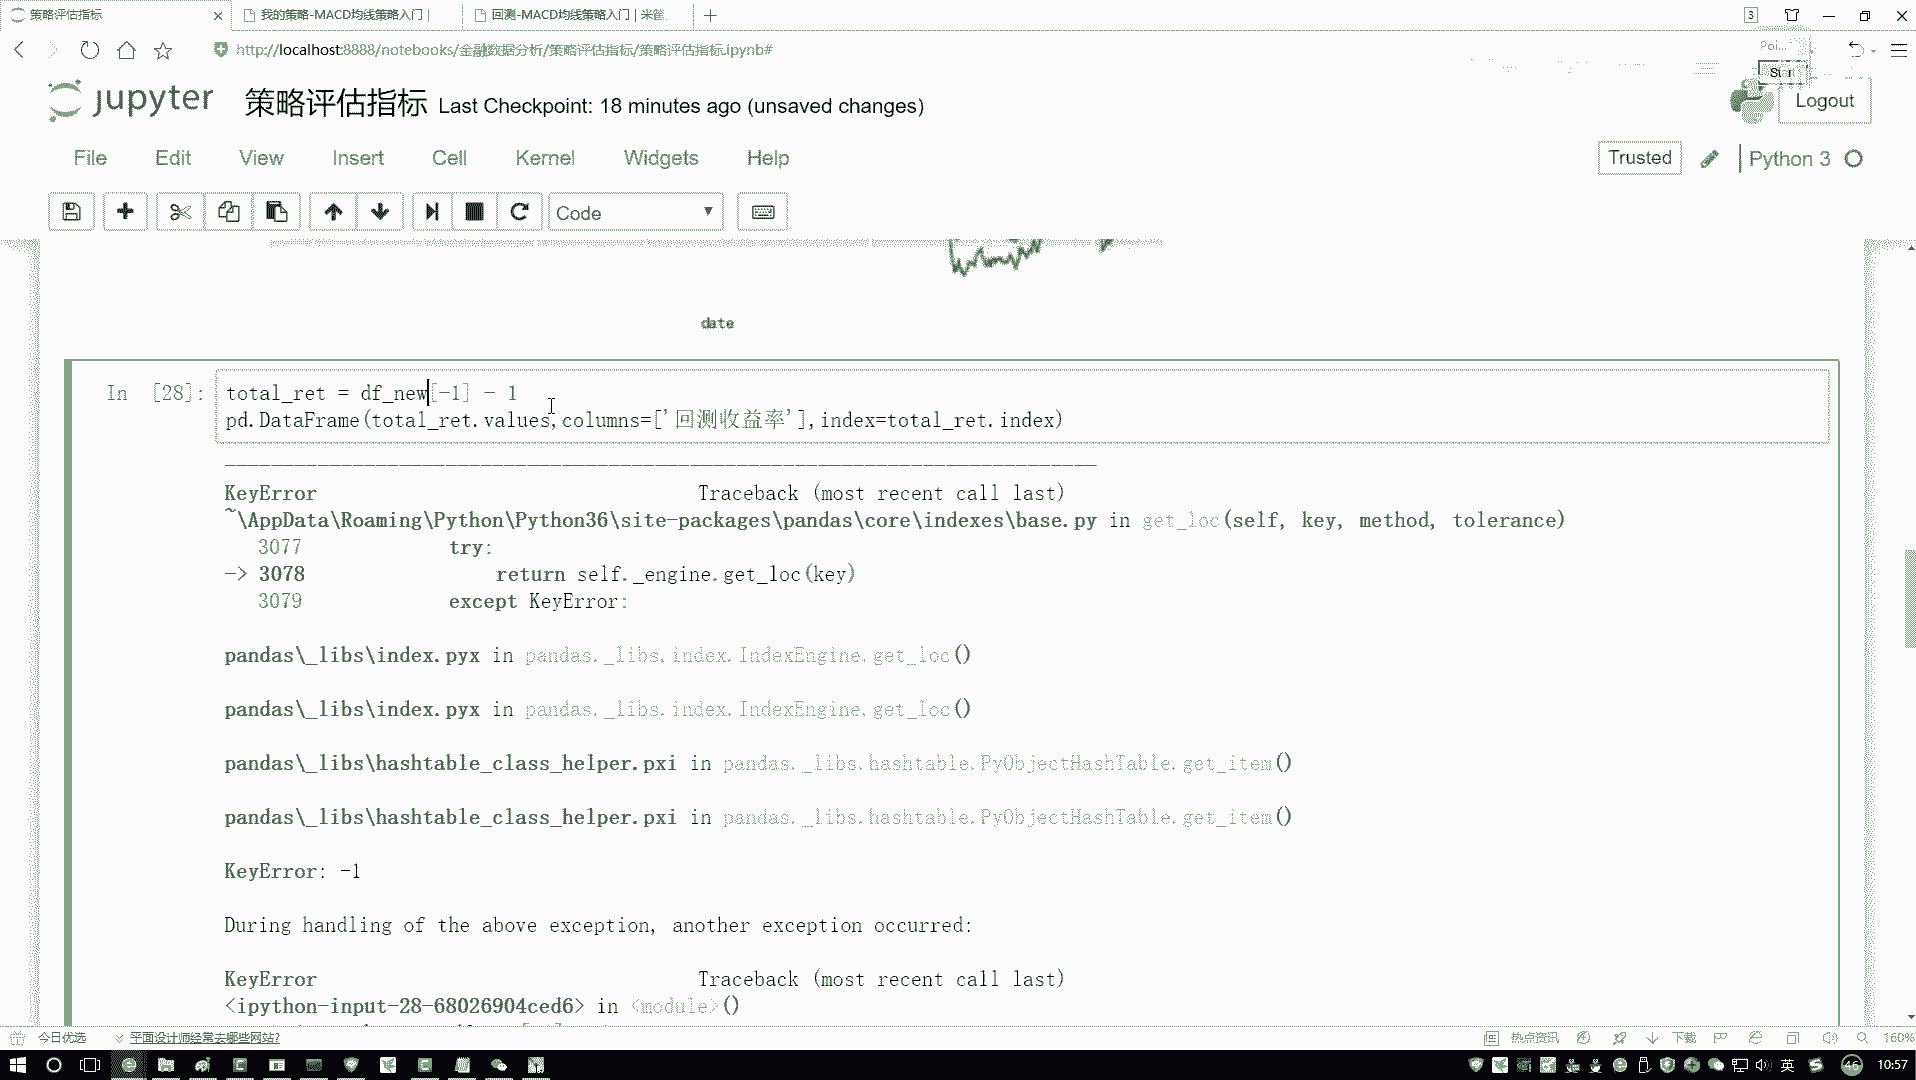 策略评估指标
我的策略-MACD均线策略入门 |
回测-MACD均线策略入门 | 米筐
3
http://localhost:8888/notebooks/金融数据分析/策略评估指标/策略评估指标.ipynb#
Poi...
Start
jupyter 策略评估指标 Last Checkpoint: 18 minutes ago (unsaved changes)
Logout
File Edit View Insert Cell Kernel Widgets Help
Trusted Python 3
Code
date
In [28]: total_ret = df_new[-1] - 1
pd.DataFrame(total_ret.values,columns=['回测收益率'],index=total_ret.index)
---------------------------------------------------------------------------
KeyError Traceback (most recent call last)
~\AppData\Roaming\Python\Python36\site-packages\pandas\core\indexes\base.py in get_loc(self, key, method, tolerance)
3077 try:
-> 3078 return self._engine.get_loc(key)
3079 except KeyError:
pandas\_libs\index.pyx in pandas._libs.index.IndexEngine.get_loc()
pandas\_libs\index.pyx in pandas._libs.index.IndexEngine.get_loc()
pandas\_libs\hashtable_class_helper.pxi in pandas._libs.hashtable.PyObjectHashTable.get_item()
pandas\_libs\hashtable_class_helper.pxi in pandas._libs.hashtable.PyObjectHashTable.get_item()
KeyError: -1
During handling of the above exception, another exception occurred:
KeyError Traceback (most recent call last)
<ipython-input-28-68026904ced6> in <module>()
今日优选 平面设计师经常去哪些网站?
热点资讯 下载 160%
英 46 10:57